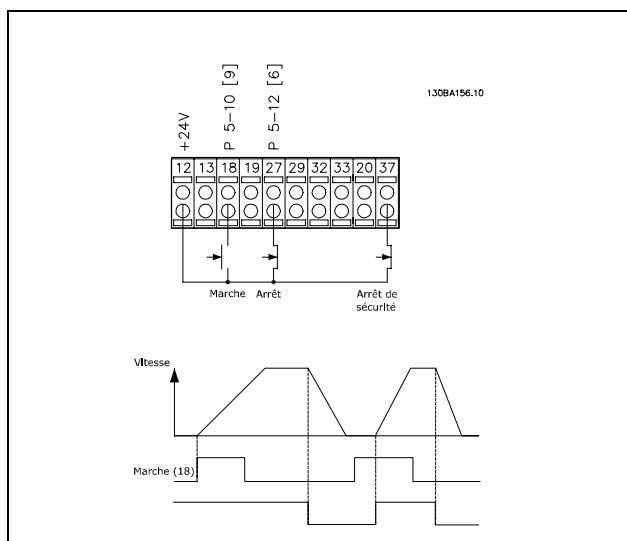 130BA156.10
+24V
P 5-10 [9]
P 5-12 [6]
12 13 18 19 27 29 32 33 20 37
Marche Arrêt Arrêt de
sécurité
Vitesse
Marche (18)